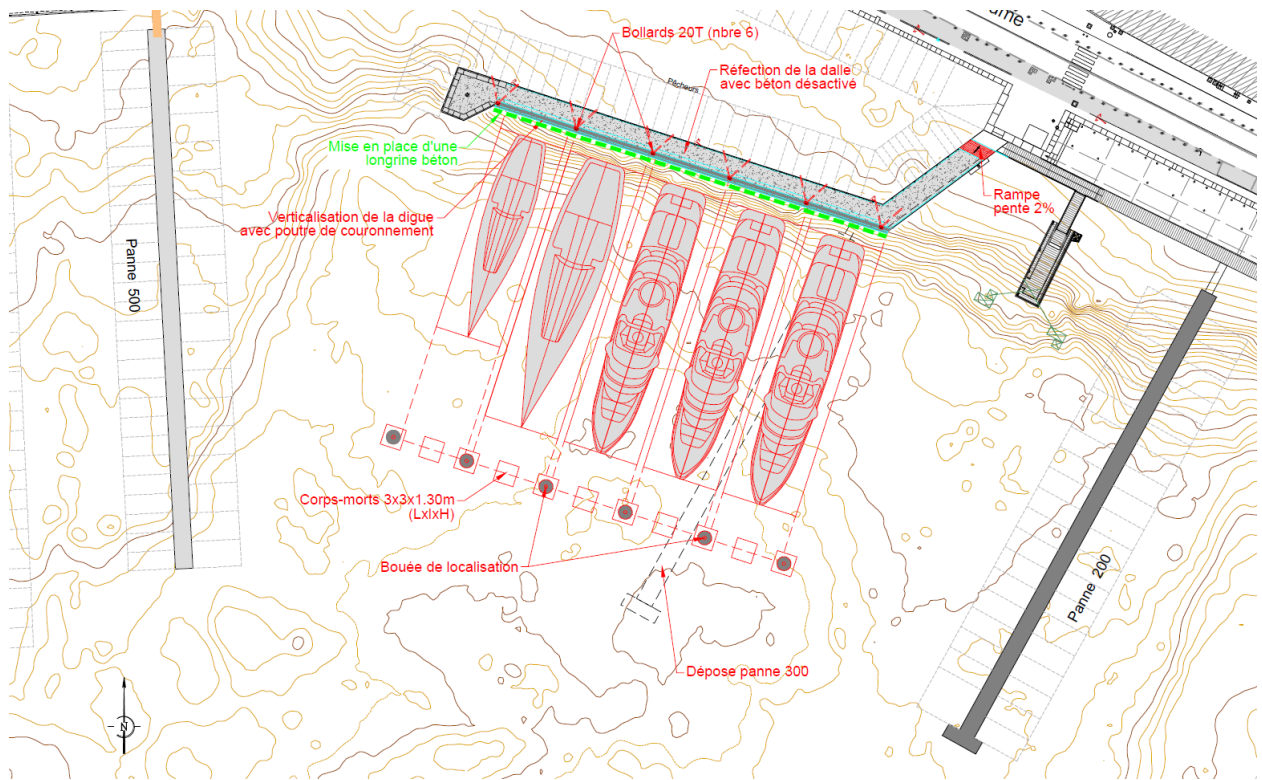 ume
Bollards 20T (nbre 6)
Réfection de la dalle
avec béton désactivé
Pêcheurs
Mise en place d'une
longrine béton
Rampe
pente 2%
Verticalisation de la digue
avec poutre de couronnement
Panne 500
Corps-morts 3x3x1.30m
(LxlxH)
Bouée de localisation
Panne 200
Dépose panne 300
N